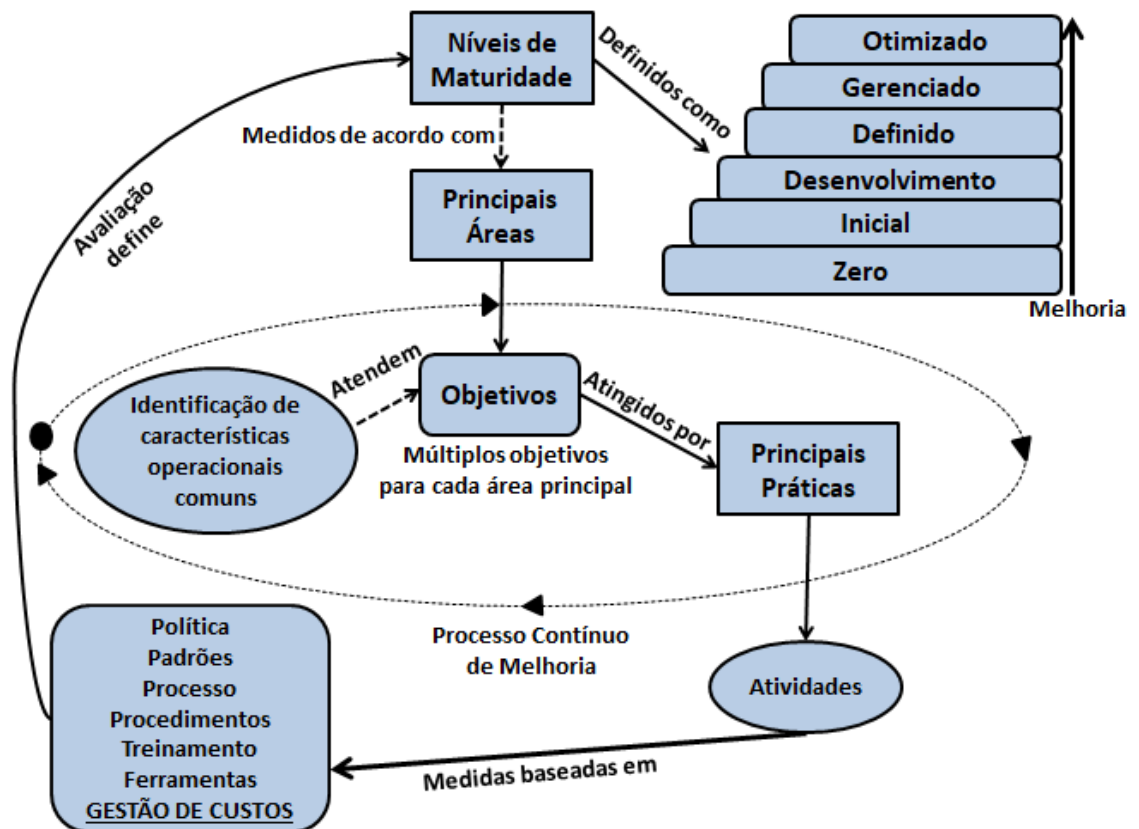 Níveis de
Maturidade
Definidos como
Otimizado
Gerenciado
Definido
Desenvolvimento
Inicial
Zero
Melhoria
Medidos de acordo com
Principais
Áreas
Avaliação
define
Identificação de
características
operacionais
comuns
Atendem
Objetivos
Múltiplos objetivos
para cada área principal
Atingidos por
Principais
Práticas
Processo Contínuo
de Melhoria
Atividades
Medidas baseadas em
Política
Padrões
Processo
Procedimentos
Treinamento
Ferramentas
GESTÃO DE CUSTOS